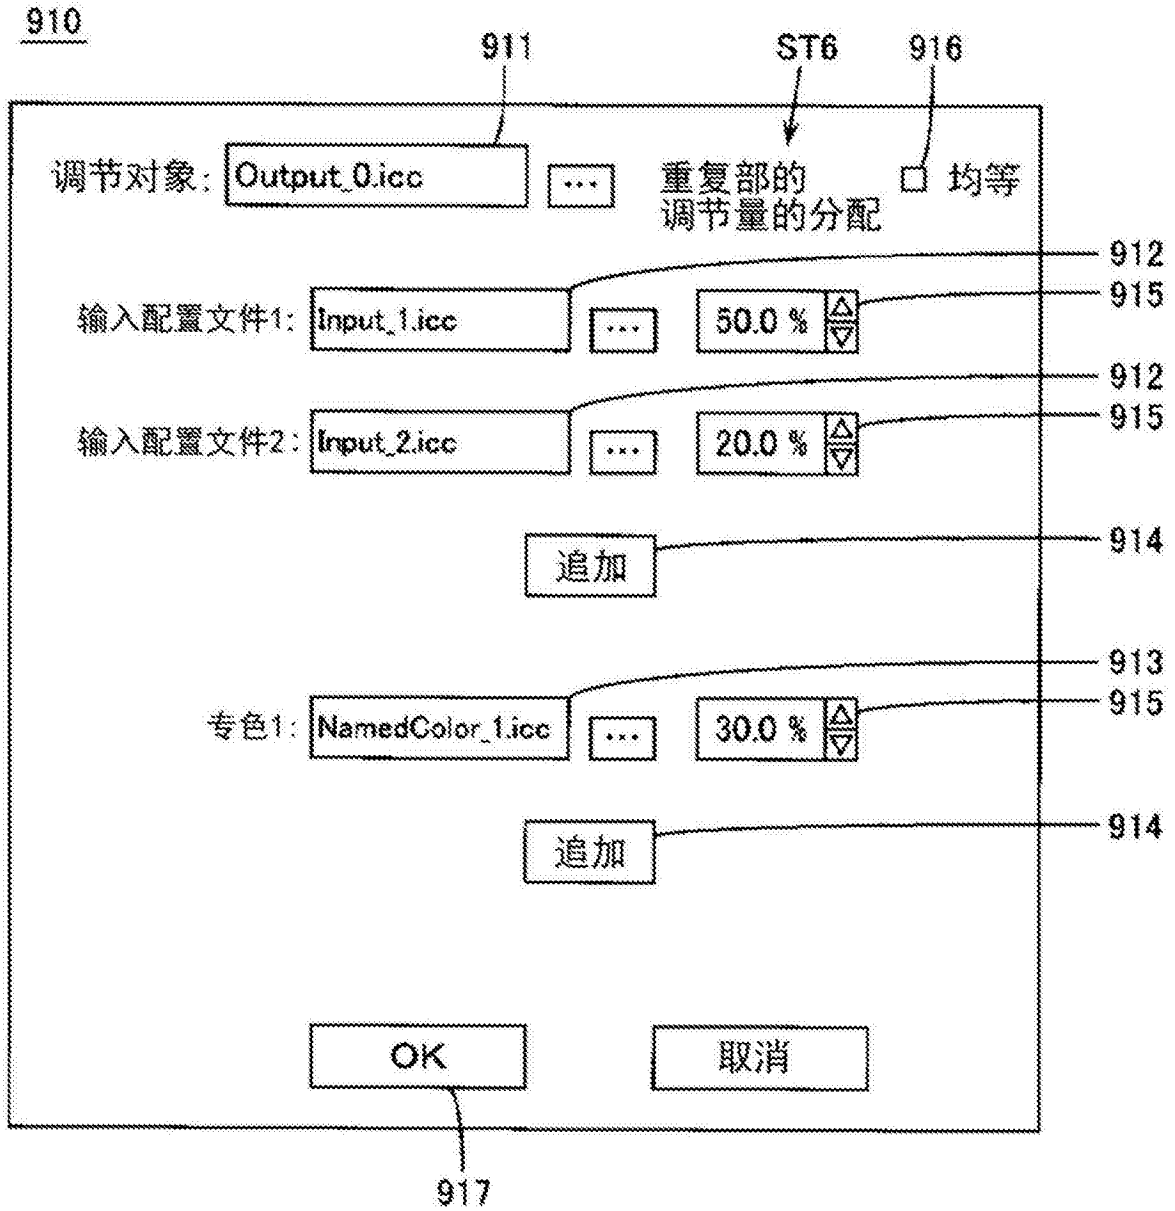 910
911
ST6
916
调节对象: Output_0.icc ... 重复部的 均等
调节量的分配
912
输入配置文件1: Input_1.icc ... 50.0 % 915
912
输入配置文件2: Input_2.icc ... 20.0 % 915
追加 914
913
专色1: NamedColor_1.icc ... 30.0 % 915
追加 914
OK 取消
917